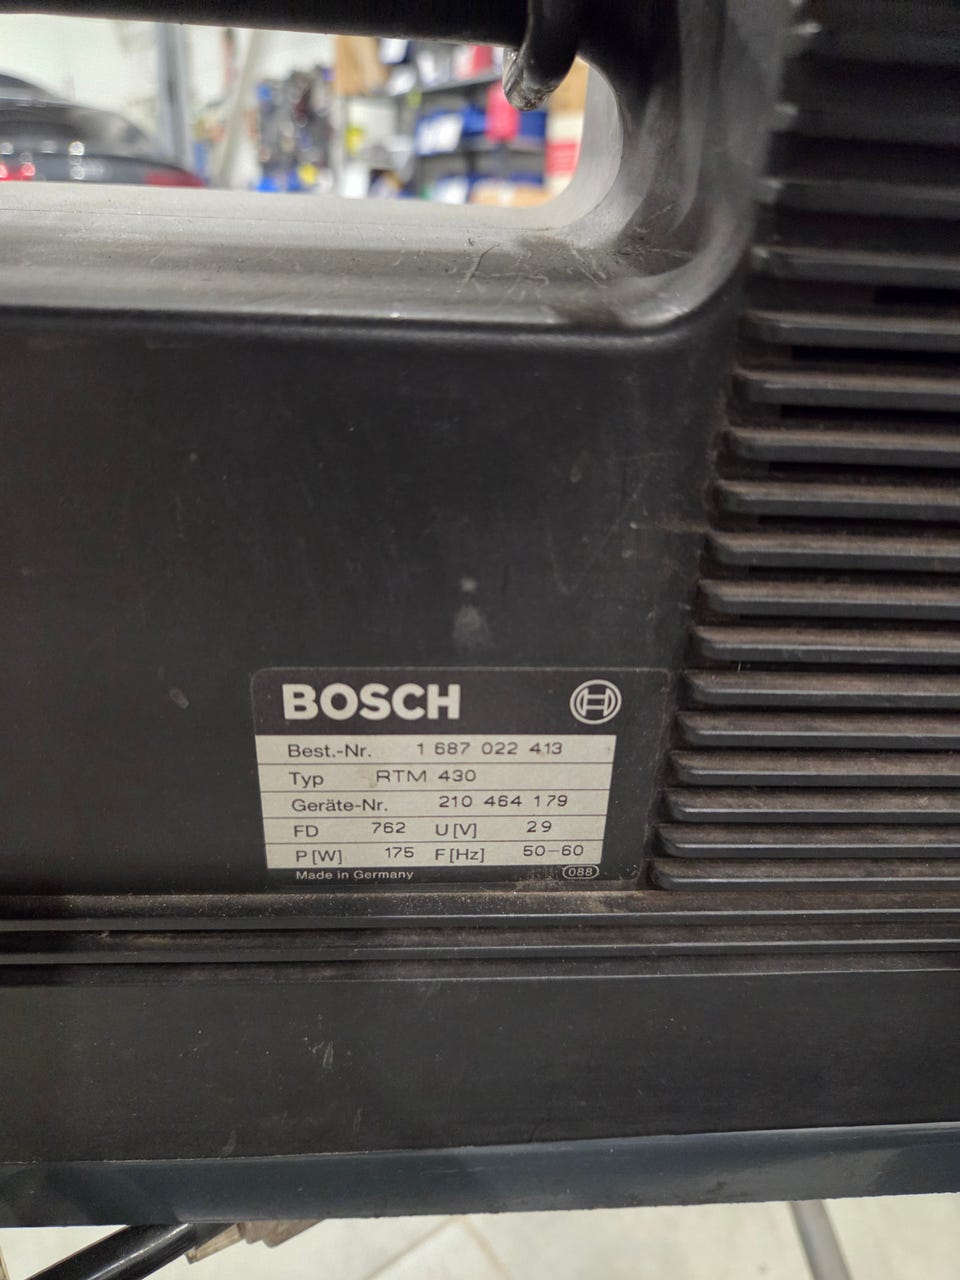 BOSCH
Best.-Nr. 1 687 022 413
Typ RTM 430
Geräte-Nr. 210 464 179
FD 762 U[V] 29
P[W] 175 F[Hz] 50-60
Made in Germany 088